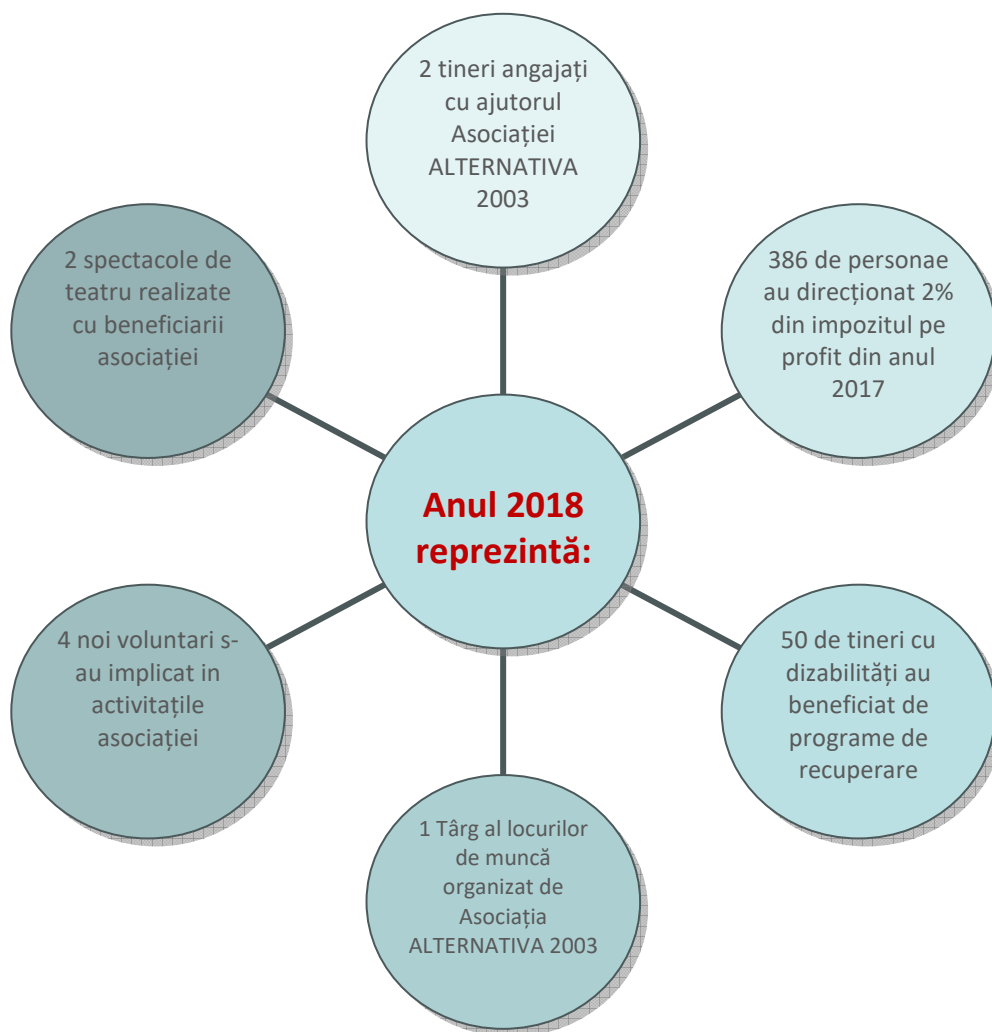 2 tineri angajați
cu ajutorul
Asociației
ALTERNATIVA
2003
2 spectacole de
teatru realizate
cu beneficiarii
asociației
386 de personae
au direcționat 2%
din impozitul pe
profit din anul
2017
Anul 2018
reprezintă:
4 noi voluntari s-
au implicat in
activitațile
asociației
50 de tineri cu
dizabilități au
beneficiat de
programe de
recuperare
1 Târg al locurilor
de muncă
organizat de
Asociația
ALTERNATIVA 2003